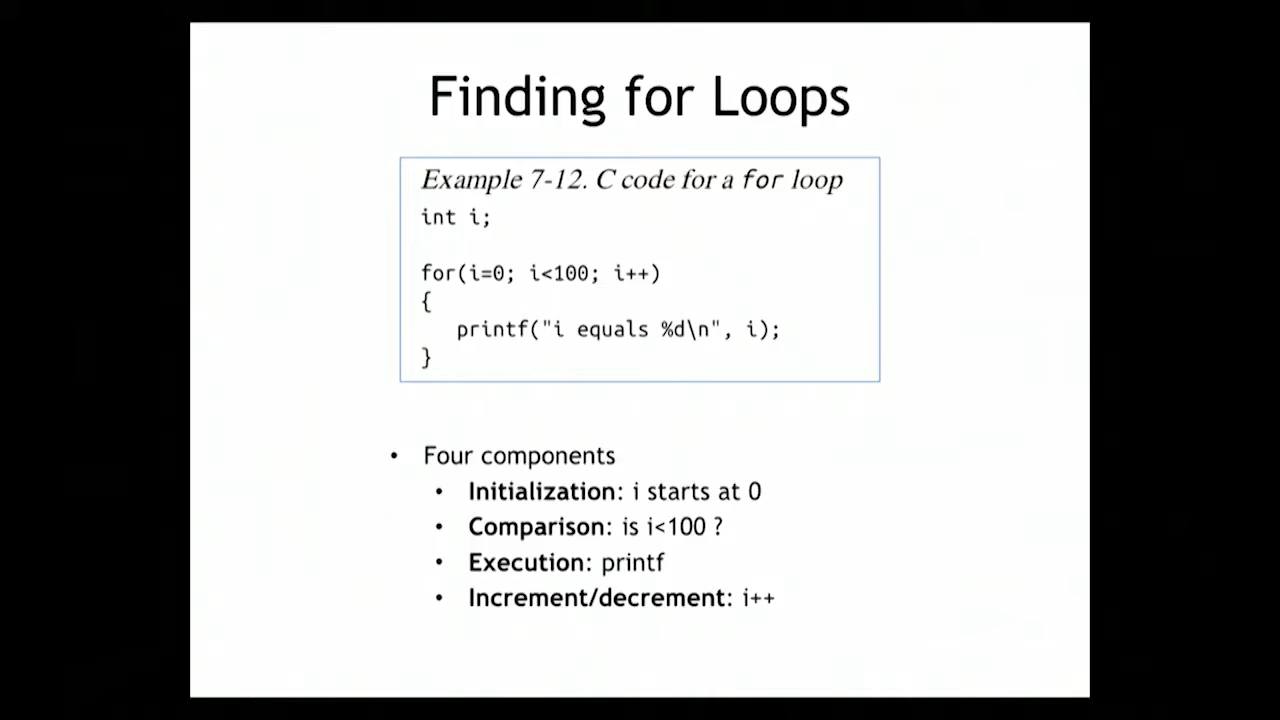 Finding for Loops
Example 7-12. C code for a for loop
int i;
for(i=0; i<100; i++)
{
printf("i equals %d\n", i);
}
• Four components
• Initialization: i starts at 0
• Comparison: is i<100 ?
• Execution: printf
• Increment/decrement: i++